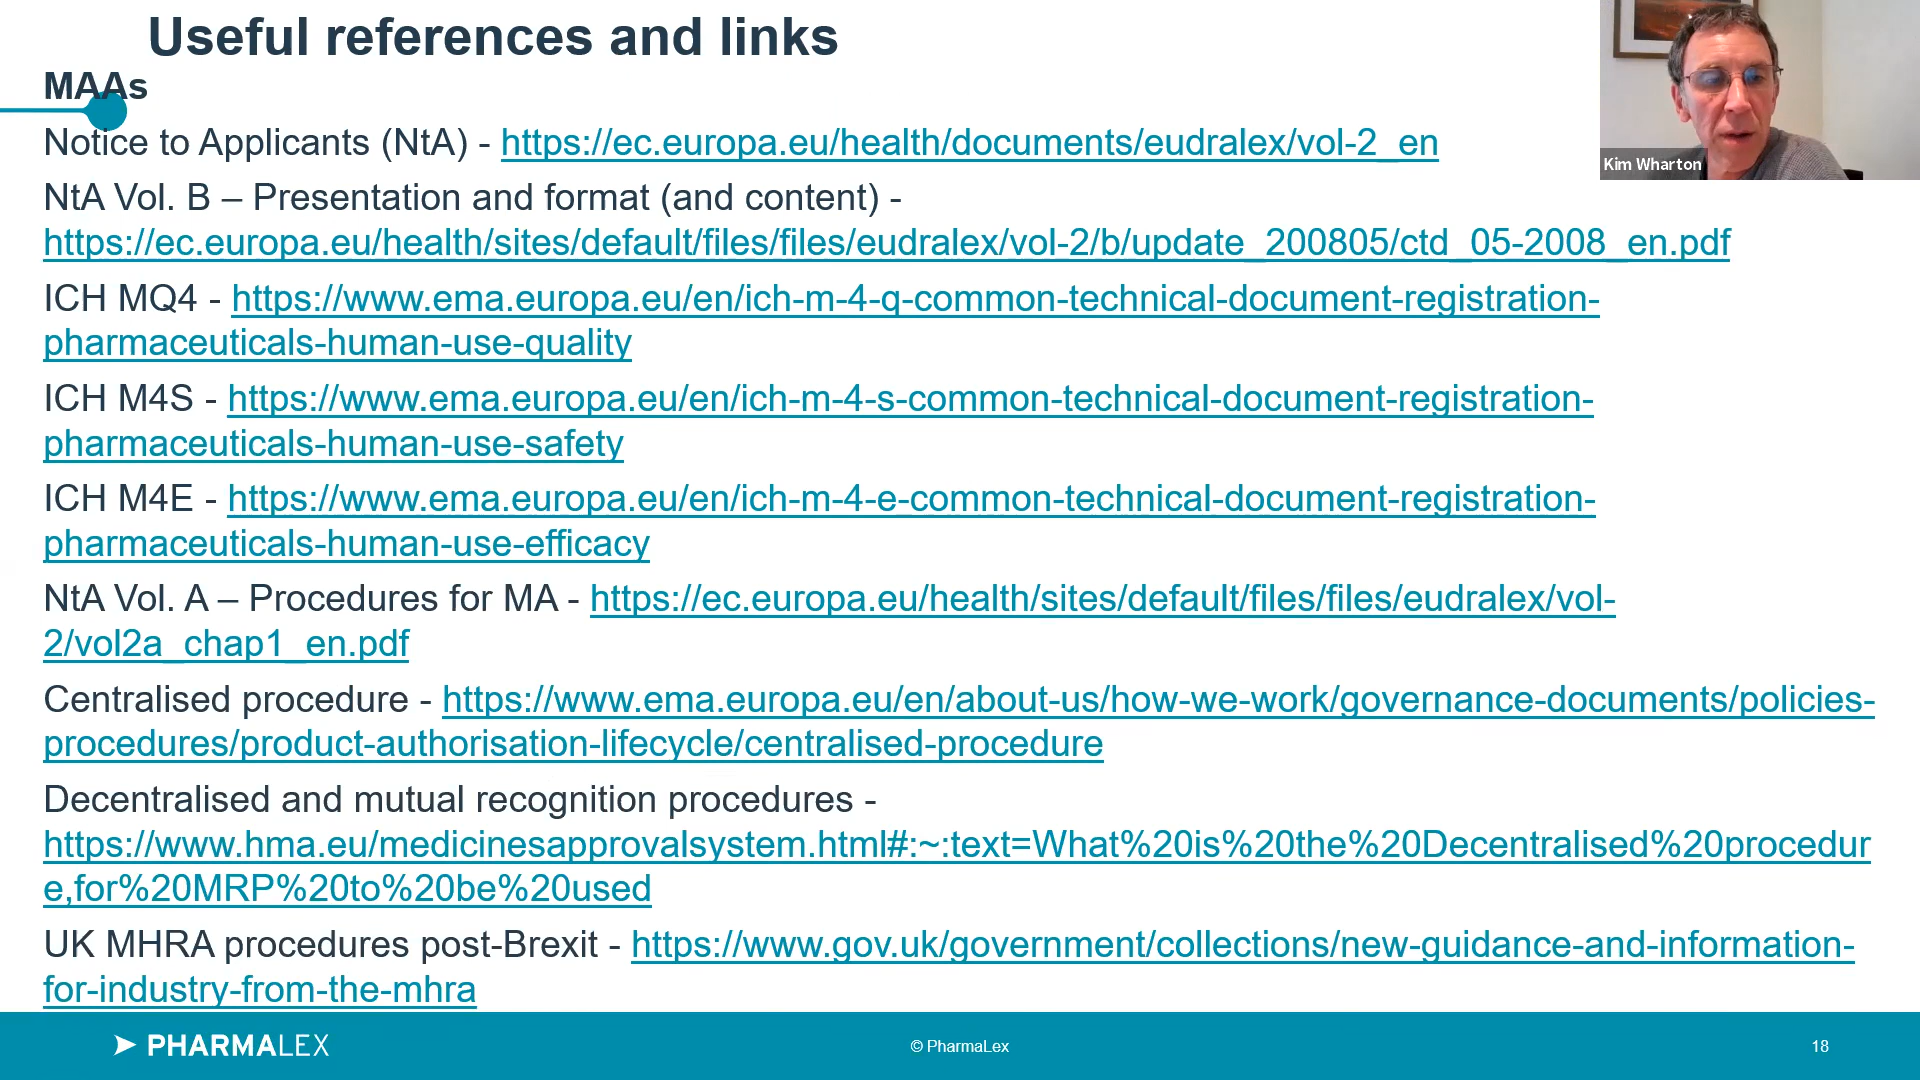 Useful references and links
MAAs
Notice to Applicants (NtA) - https://ec.europa.eu/health/documents/eudralex/vol-2_en
NtA Vol. B – Presentation and format (and content) -
https://ec.europa.eu/health/sites/default/files/files/eudralex/vol-2/b/update_200805/ctd_05-2008_en.pdf
ICH MQ4 - https://www.ema.europa.eu/en/ich-m-4-q-common-technical-document-registration-
pharmaceuticals-human-use-quality
ICH M4S - https://www.ema.europa.eu/en/ich-m-4-s-common-technical-document-registration-
pharmaceuticals-human-use-safety
ICH M4E - https://www.ema.europa.eu/en/ich-m-4-e-common-technical-document-registration-
pharmaceuticals-human-use-efficacy
NtA Vol. A – Procedures for MA - https://ec.europa.eu/health/sites/default/files/files/eudralex/vol-
2/vol2a_chap1_en.pdf
Centralised procedure - https://www.ema.europa.eu/en/about-us/how-we-work/governance-documents/policies-
procedures/product-authorisation-lifecycle/centralised-procedure
Decentralised and mutual recognition procedures -
https://www.hma.eu/medicinesapprovalsystem.html#:~:text=What%20is%20the%20Decentralised%20procedur
e,for%20MRP%20to%20be%20used
UK MHRA procedures post-Brexit - https://www.gov.uk/government/collections/new-guidance-and-information-
for-industry-from-the-mhra
Kim Wharton
PHARMALEX
© PharmaLex
18